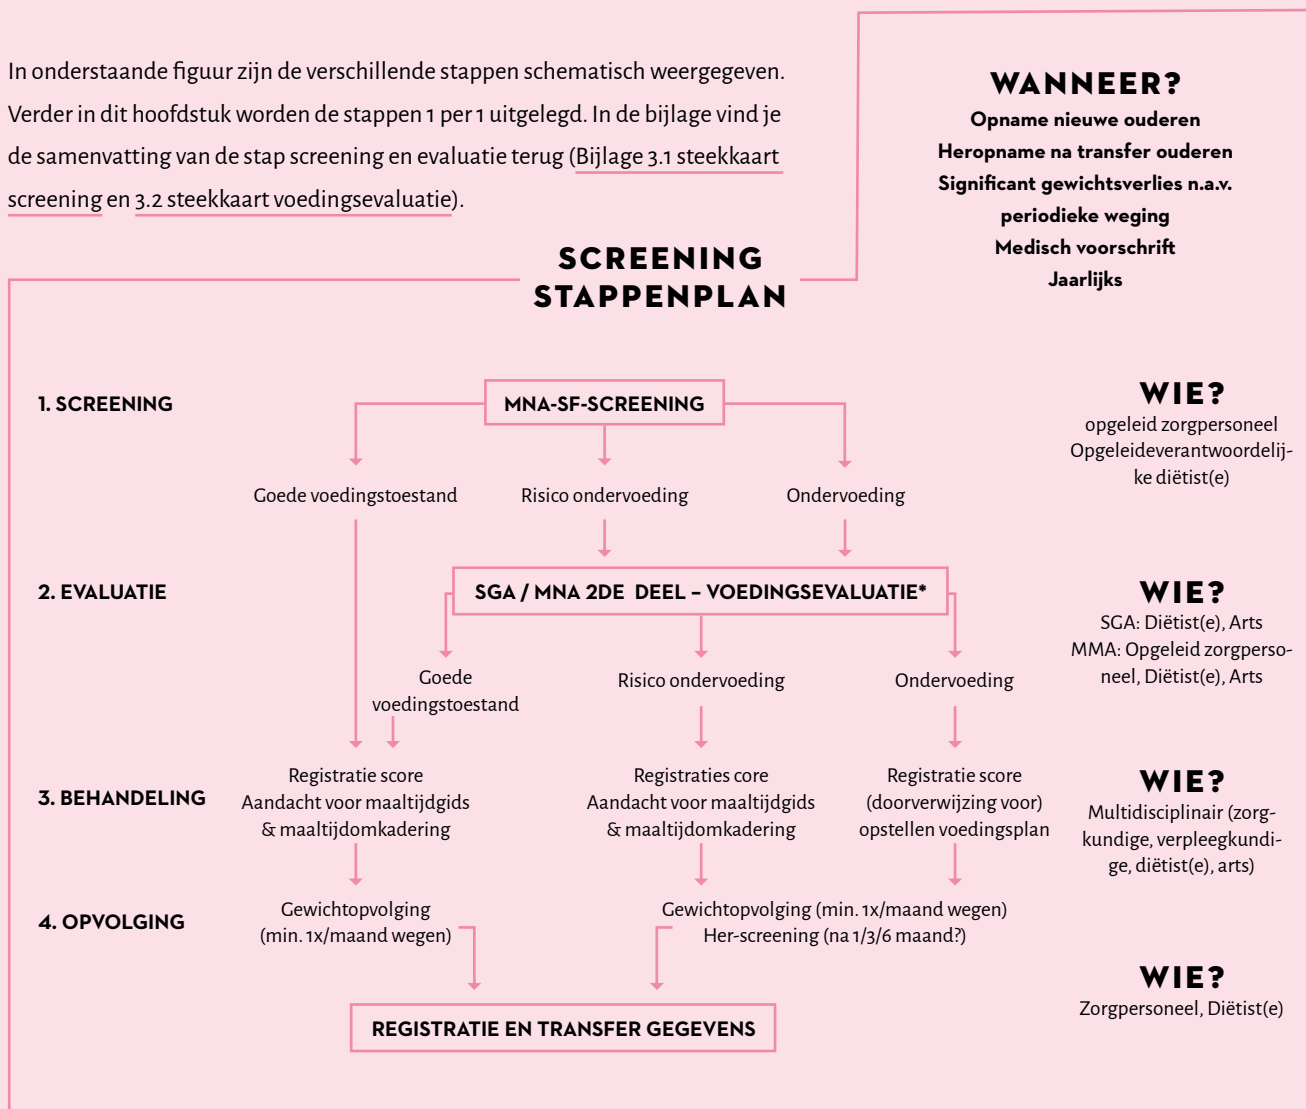 In onderstaande figuur zijn de verschillende stappen schematisch weergegeven.
Verder in dit hoofdstuk worden de stappen 1 per 1 uitgelegd. In de bijlage vind je
de samenvatting van de stap screening en evaluatie terug (Bijlage 3.1 steekkaart
screening en 3.2 steekkaart voedingsevaluatie).
WANNEER?
Opname nieuwe ouderen
Heropname na transfer ouderen
Significant gewichtsverlies n.a.v.
periodieke weging
Medisch voorschrift
Jaarlijks
SCREENING
STAPPENPLAN
1. SCREENING
MNA-SF-SCREENING
Goede voedingstoestand
Risico ondervoeding
Ondervoeding
WIE?
opgeleid zorgpersoneel
Opgeleideverantwoordelij-
ke diëtist(e)
2. EVALUATIE
SGA / MNA 2DE DEEL – VOEDINGSEVALUATIE*
Goede
voedingstoestand
Risico ondervoeding
Ondervoeding
WIE?
SGA: Diëtist(e), Arts
MMA: Opgeleid zorgperso-
neel, Diëtist(e), Arts
3. BEHANDELING
Registratie score
Aandacht voor maaltijdgids
& maaltijdomkadering
Registraties core
Aandacht voor maaltijdgids
& maaltijdomkadering
Registratie score
(doorverwijzing voor)
opstellen voedingsplan
WIE?
Multidisciplinair (zorg-
kundige, verpleegkundi-
ge, diëtist(e), arts)
4. OPVOLGING
Gewichtopvolging
(min. 1x/maand wegen)
Gewichtopvolging (min. 1x/maand wegen)
Her-screening (na 1/3/6 maand?)
WIE?
Zorgpersoneel, Diëtist(e)
REGISTRATIE EN TRANSFER GEGEVENS